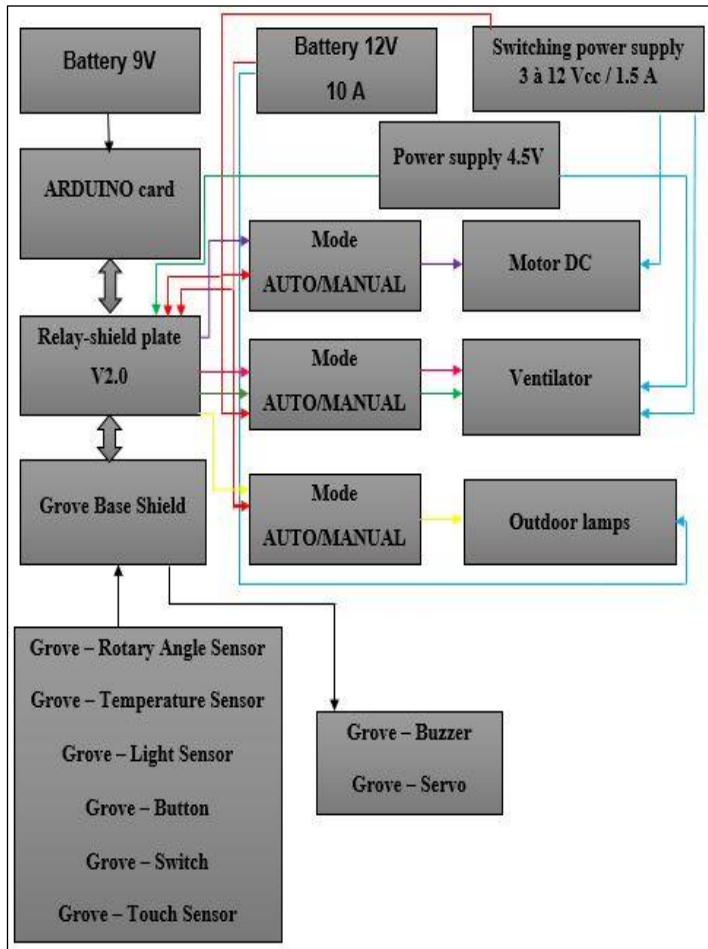 Battery 9V
Battery 12V
10 A
Switching power supply
3 à 12 Vcc / 1.5 A
Power supply 4.5V
ARDUINO card
Mode
AUTO/MANUAL
Motor DC
Relay-shield plate
V2.0
Mode
AUTO/MANUAL
Ventilator
Grove Base Shield
Mode
AUTO/MANUAL
Outdoor lamps
Grove – Rotary Angle Sensor
Grove – Temperature Sensor
Grove – Light Sensor
Grove – Button
Grove – Switch
Grove – Touch Sensor
Grove – Buzzer
Grove – Servo